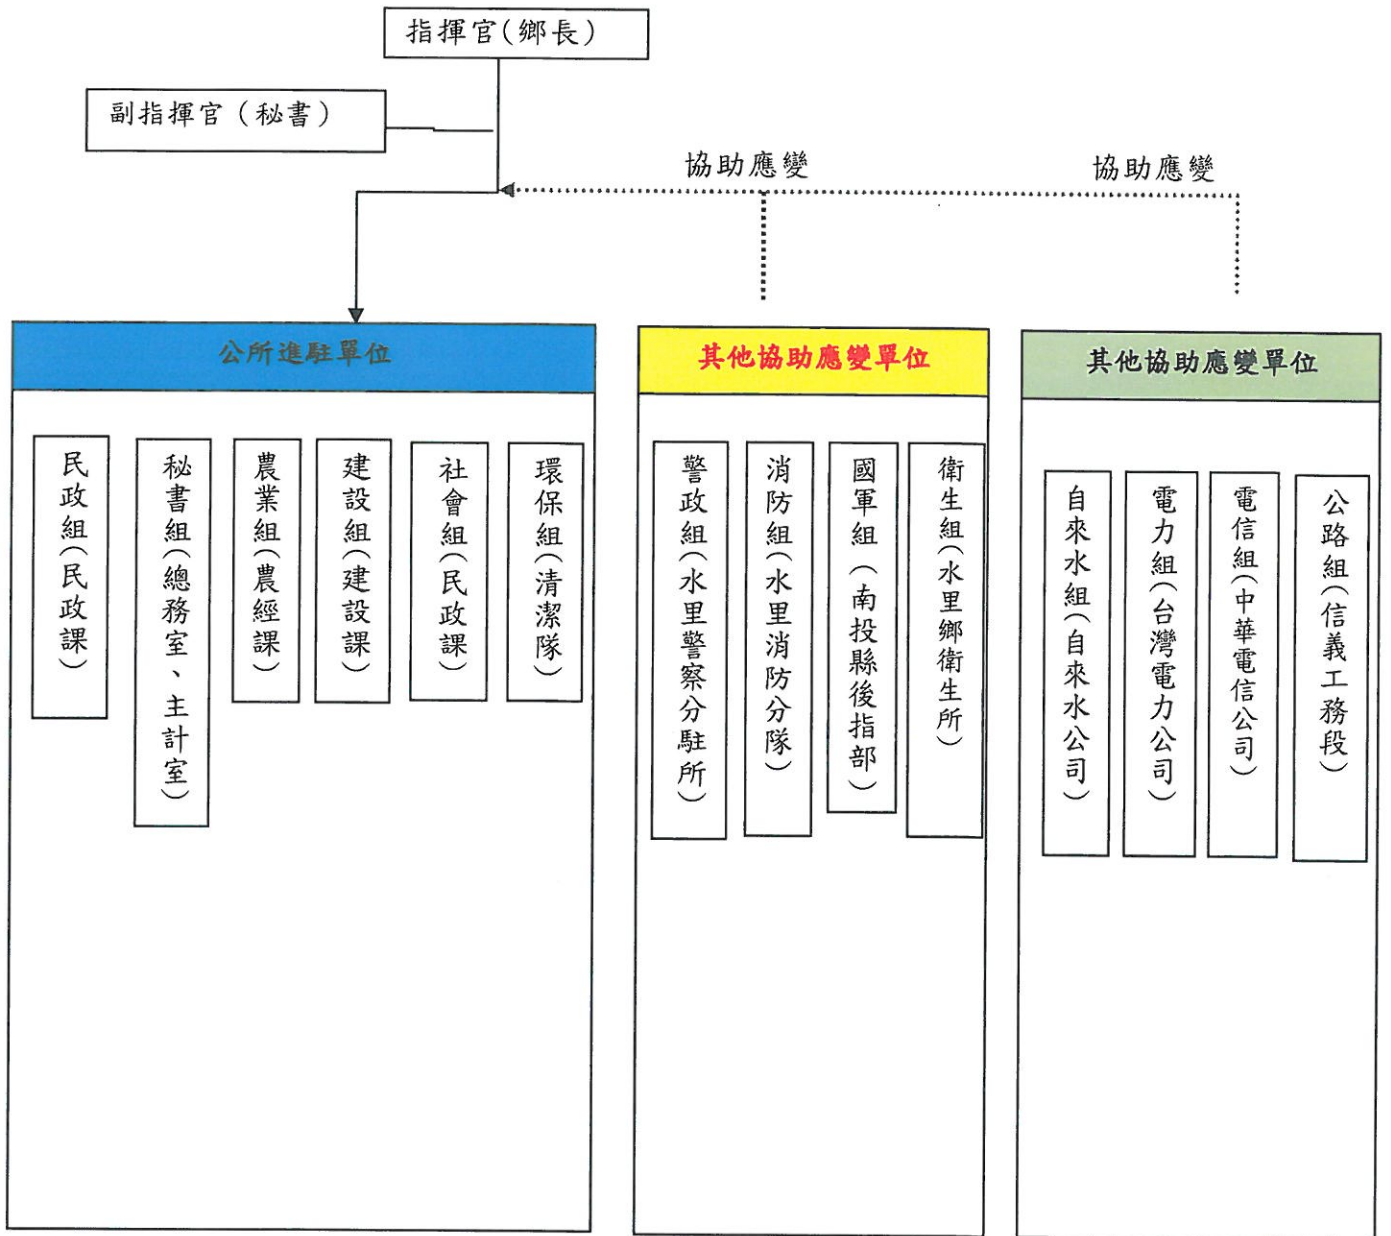 指揮官(鄉長)
副指揮官(秘書)
協助應變
協助應變
公所進駐單位
民政組(民政課)
秘書組(總務室、主計室)
農業組(農經課)
建設組(建設課)
社會組(民政課)
環保組(清潔隊)
其他協助應變單位
警政組(水里警察分駐所)
消防組(水里消防分隊)
國軍組(南投縣後指部)
衛生組(水里鄉衛生所)
其他協助應變單位
自來水組(自來水公司)
電力組(台灣電力公司)
電信組(中華電信公司)
公路組(信義工務段)